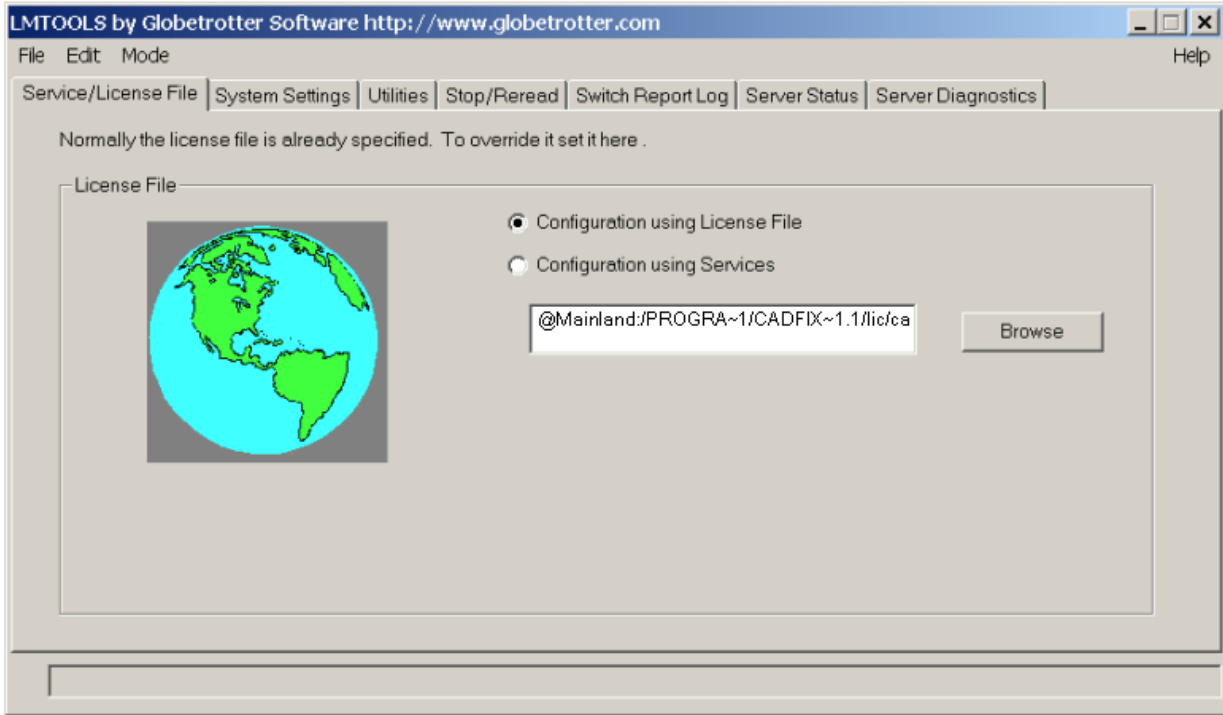 LMTOOLS by Globetrotter Software http://www.globetrotter.com
File Edit Mode Help
Service/License File System Settings Utilities Stop/Reread Switch Report Log Server Status Server Diagnostics
Normally the license file is already specified. To override it set it here .
License File
Configuration using License File
Configuration using Services
@Mainland:/PROGRA~1/CADFIX~1.1/lic/ca
Browse